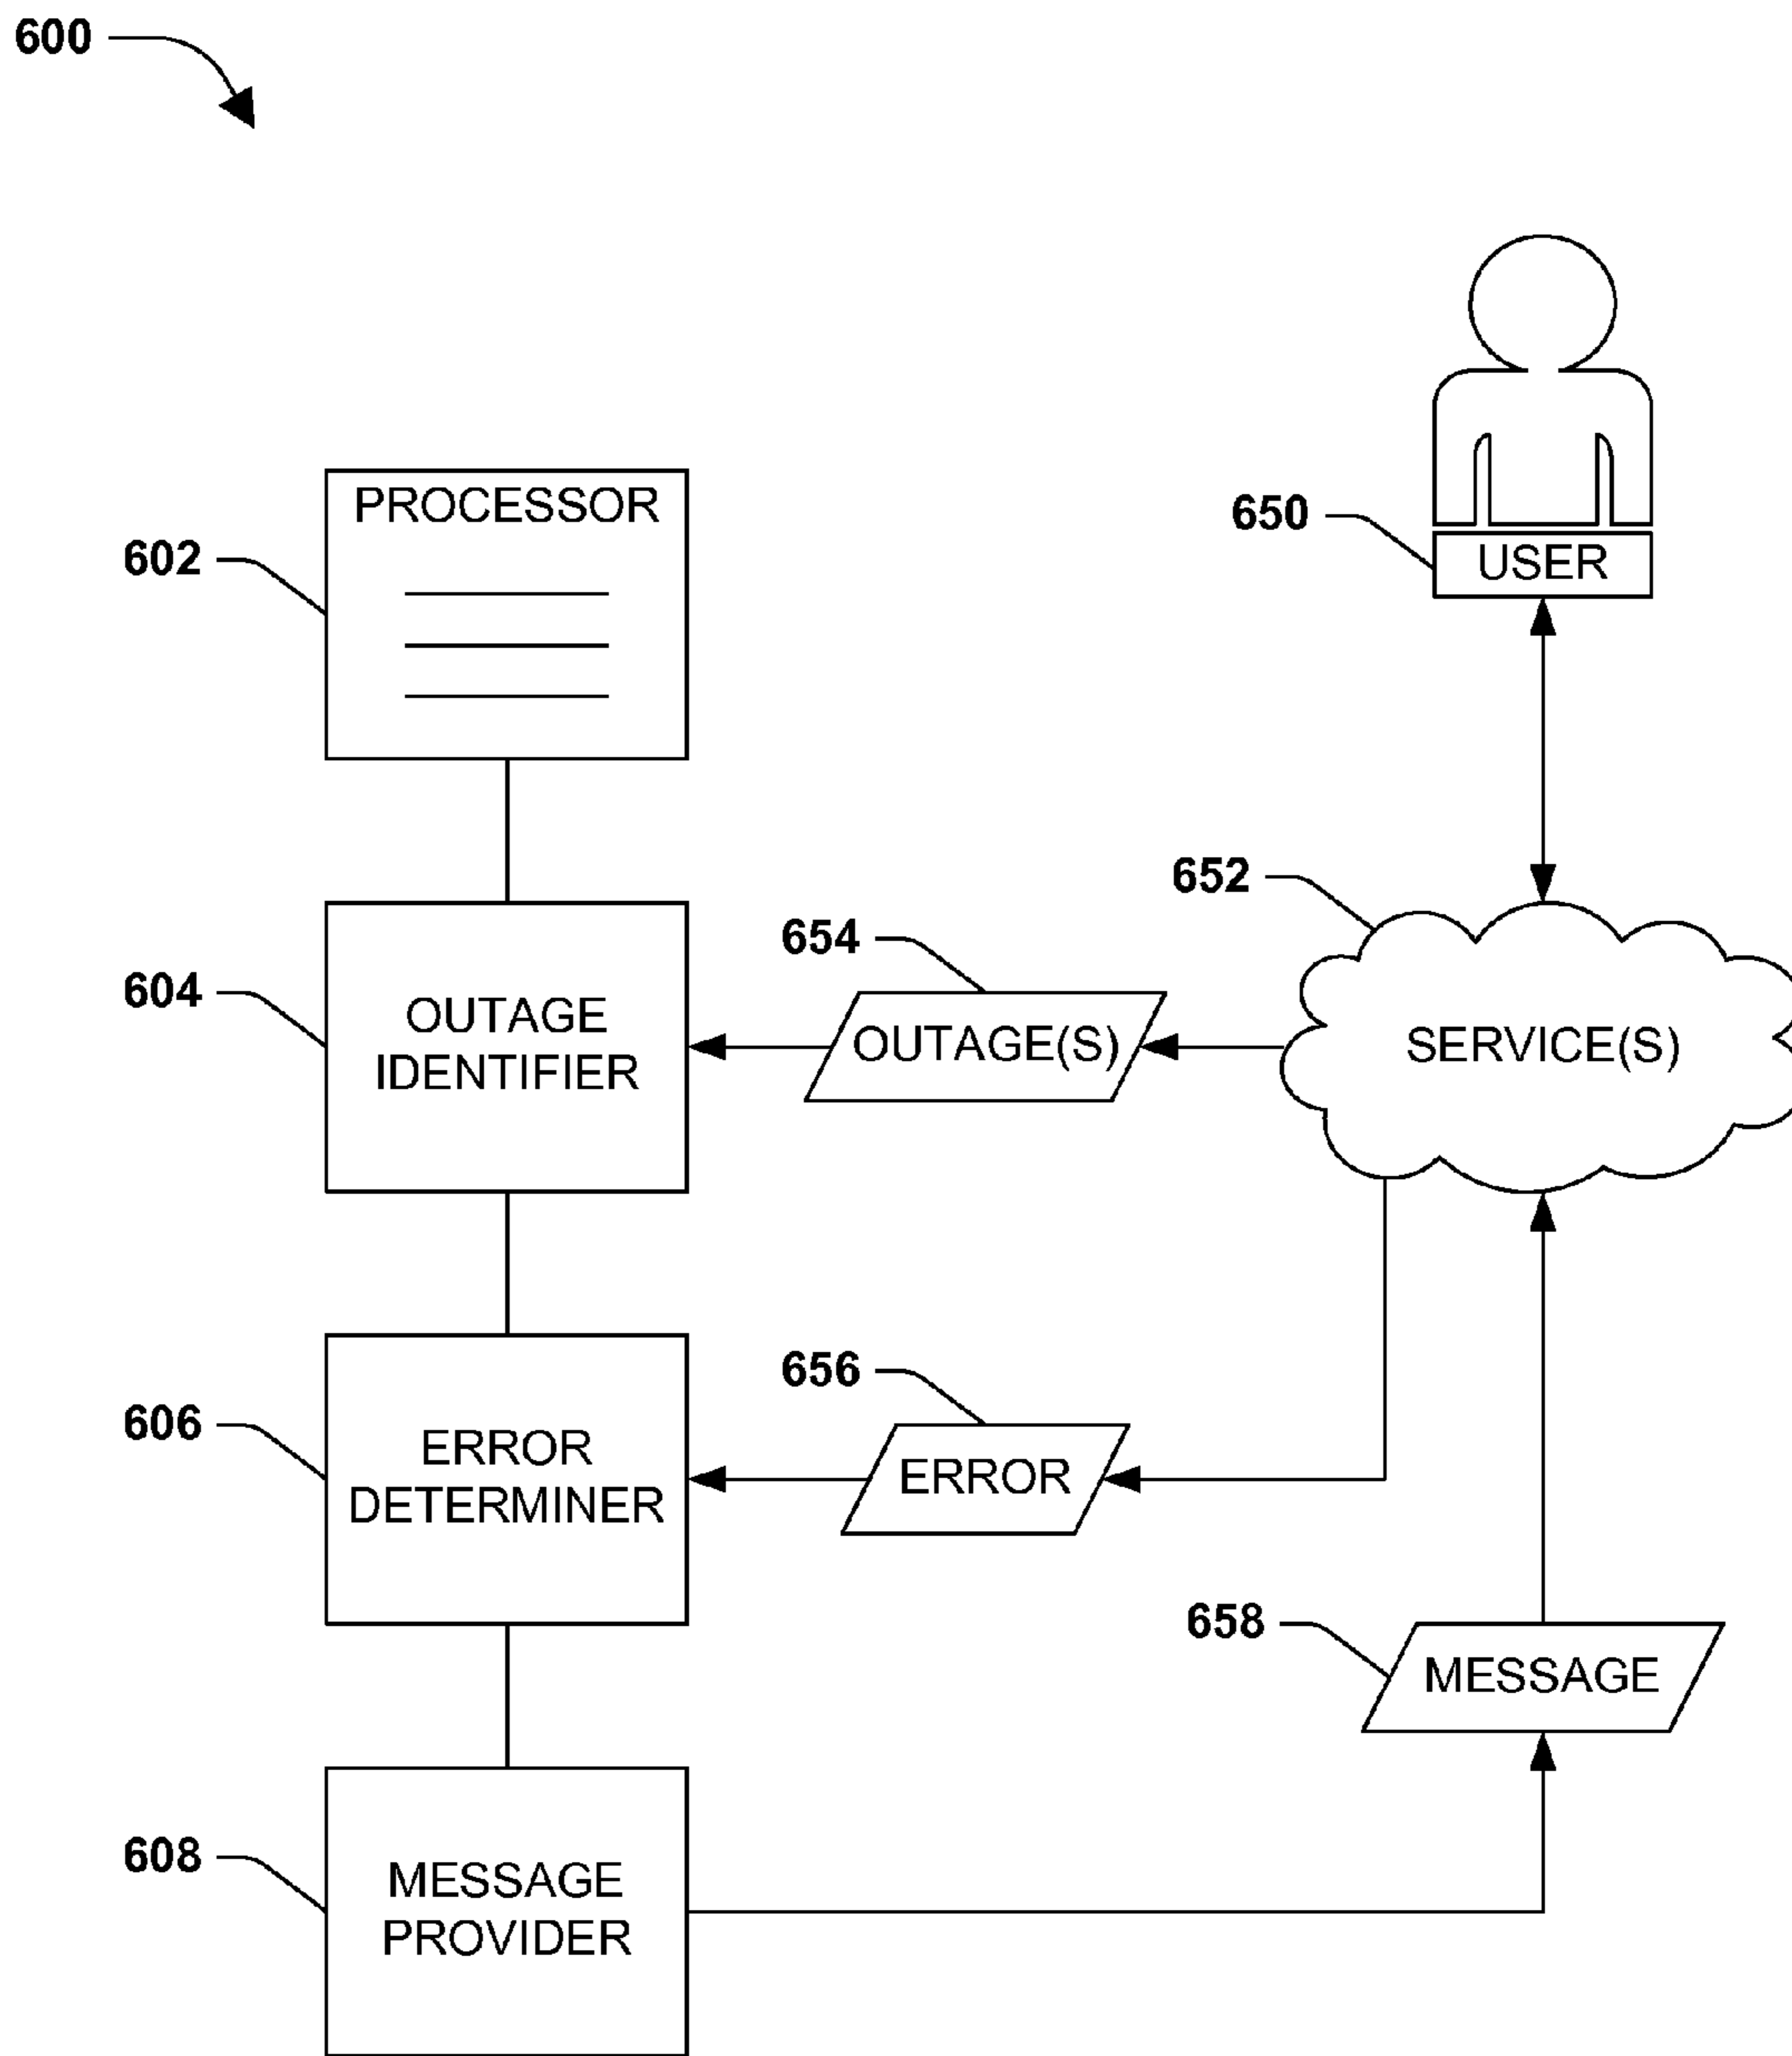 600
PROCESSOR
602
650
USER
652
654
604
OUTAGE
IDENTIFIER
OUTAGE(S)
SERVICE(S)
656
606
ERROR
DETERMINER
ERROR
658
MESSAGE
608
MESSAGE
PROVIDER